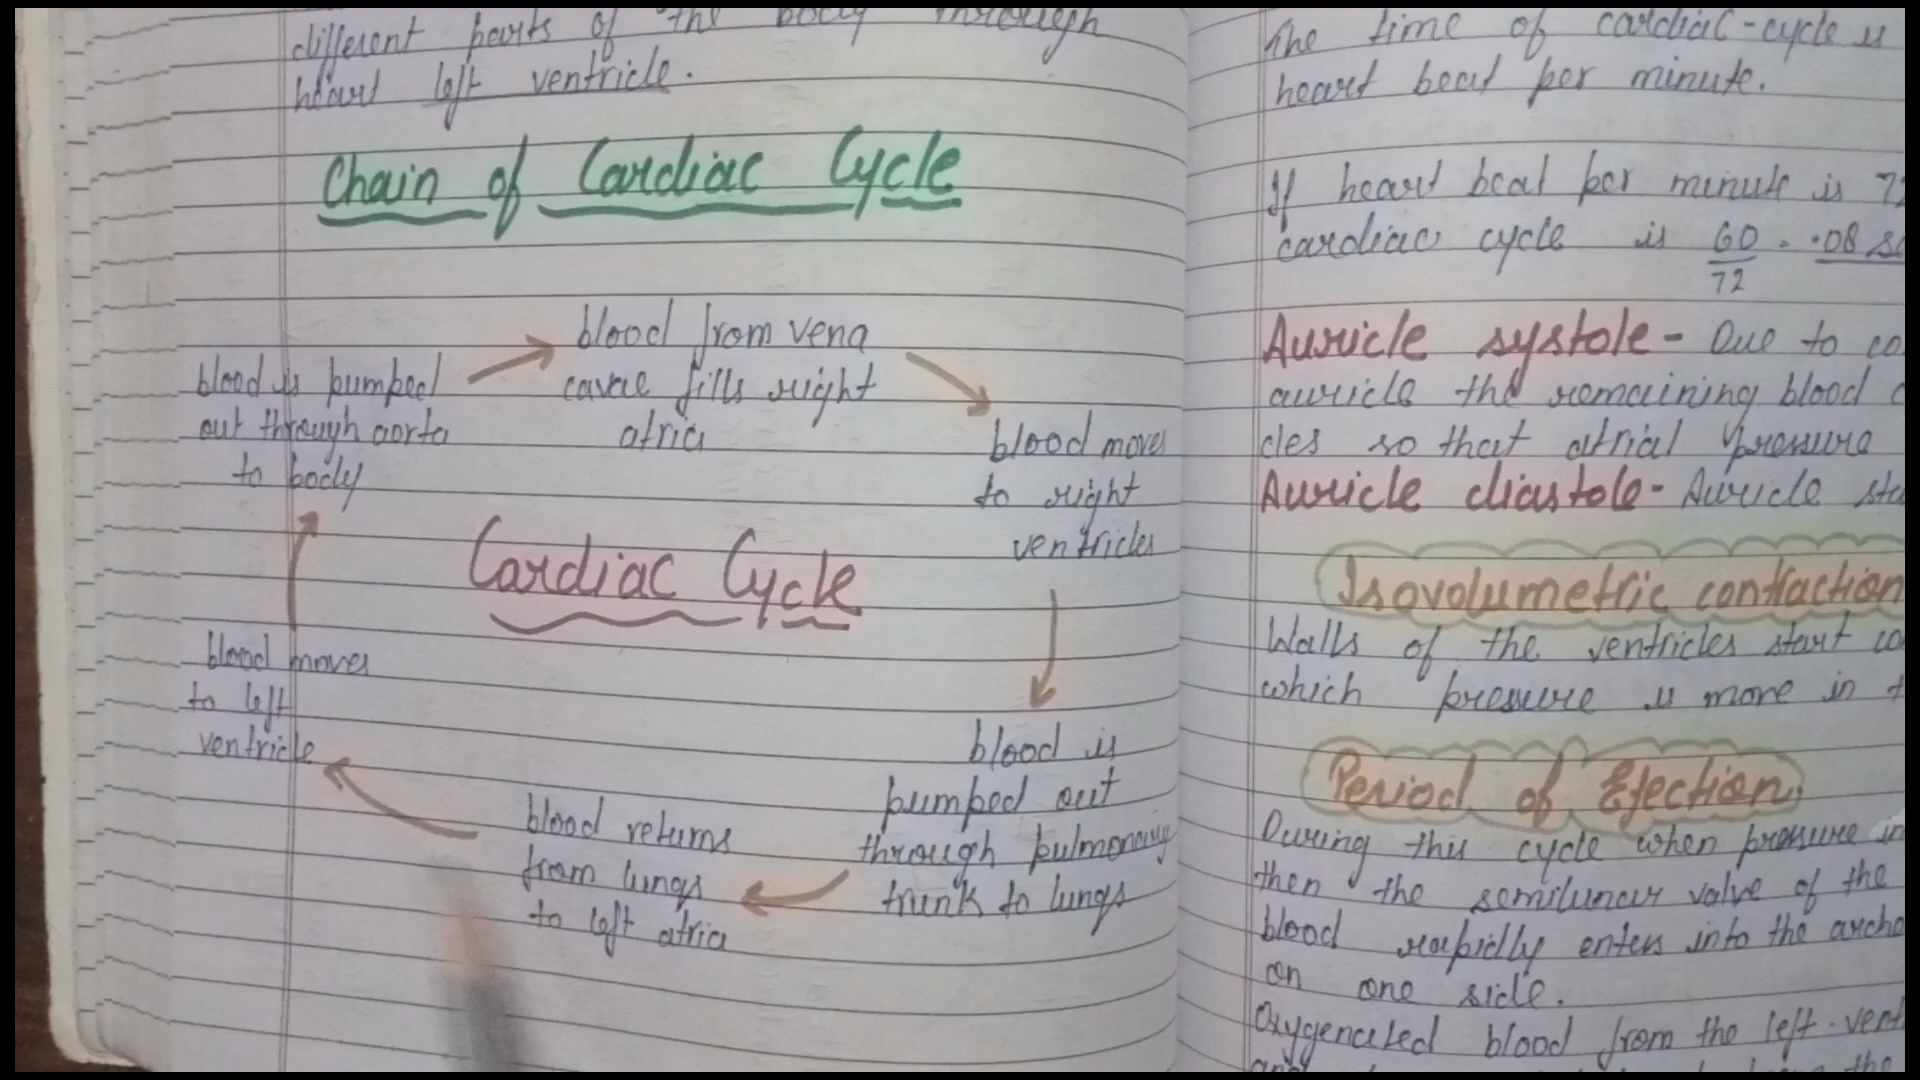 different parts of the body through
heart left ventricle.
Chain of Cardiac Cycle
blood from vena
cavae fills right
atria
blood moves
to right
ventricles
blood is
pumped out
through pulmonary
trunk to lungs
blood returns
from lungs
to left atria
blood moves
to left
ventricle
blood is pumped
out through aorta
to body
Cardiac Cycle
The time of cardiac-cycle is
heart beat per minute.
If heart beat per minute is 72
cardiac cycle is 60 = .08
72
Auricle systole - Due to
auricle the remaining blood
cles so that atrial pressure
Auricle diastole - Auricle
Isovolumetric contraction
Walls of the ventricles start
which pressure is more in
Period of Ejection
During this cycle when pressure in
then the semilunar valve of the
blood rapidly enters into the
on one side.
Oxygenated blood from the left
the